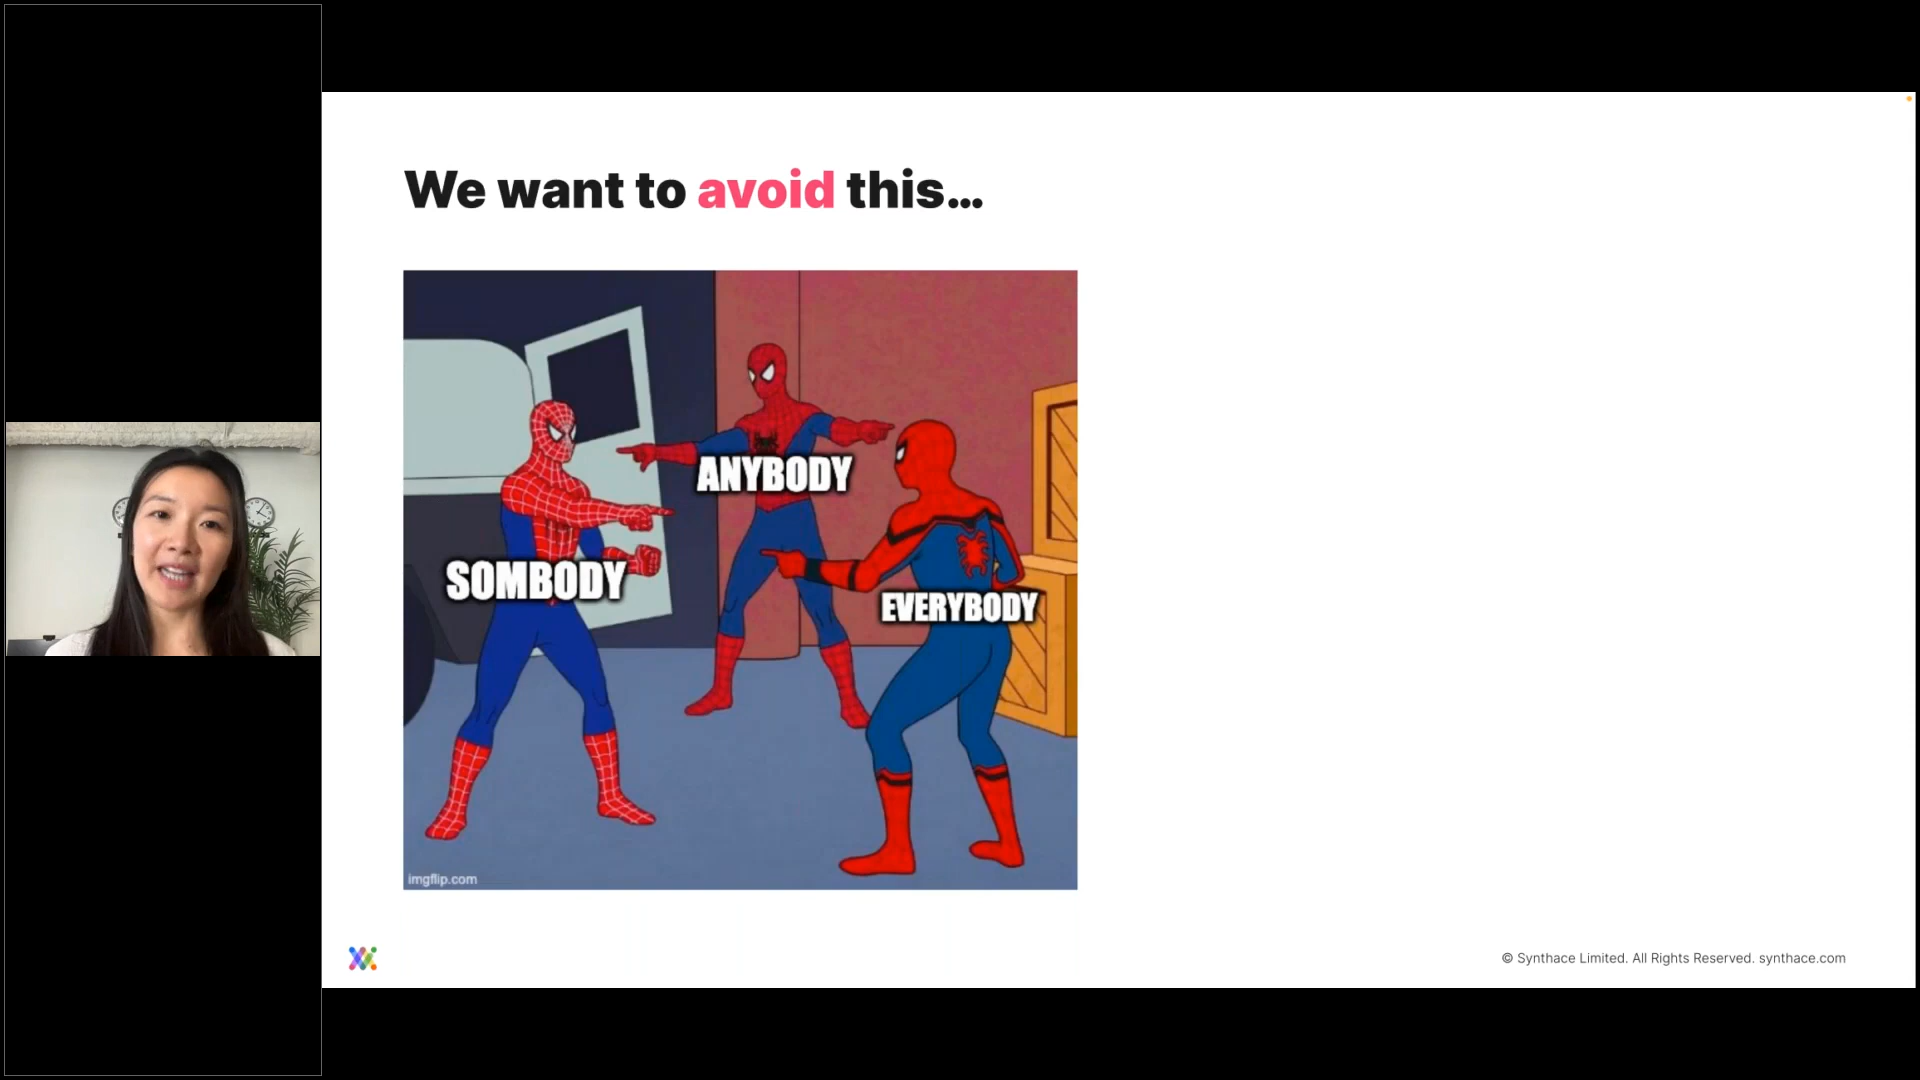 We want to avoid this...
ANYBODY
SOMBODY
EVERYBODY
imgflip.com
© Synthace Limited. All Rights Reserved. synthace.com